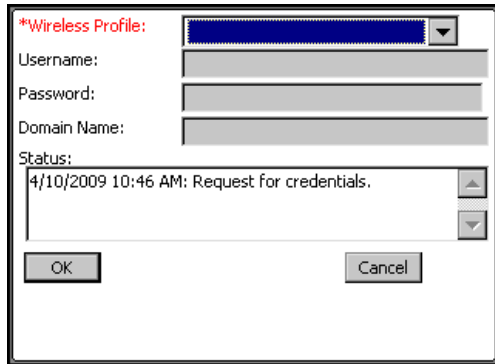 *Wireless Profile:
Username:
Password:
Domain Name:
Status:
4/10/2009 10:46 AM: Request for credentials.
OK Cancel